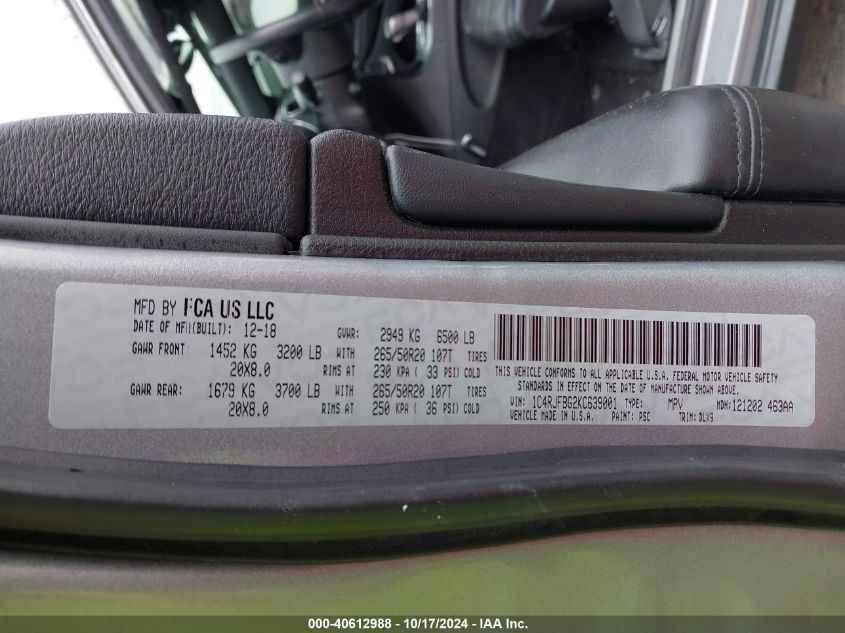 MFD BY FCA US LLC
DATE OF MFR(BUILT): 12-18 GVWR: 2949 KG 6500 LB
GAWR FRONT: 1452 KG 3200 LB WITH 265/50R20 107T TIRES
20X8.0 RIMS AT 230 KPA ( 33 PSI) COLD
GAWR REAR: 1679 KG 3700 LB WITH 265/50R20 107T TIRES
20X8.0 RIMS AT 250 KPA ( 36 PSI) COLD
THIS VEHICLE CONFORMS TO ALL APPLICABLE U.S.A. FEDERAL MOTOR VEHICLE SAFETY
STANDARDS IN EFFECT ON THE DATE OF MANUFACTURE SHOWN ABOVE.
VIN: 1C4RJFBG2KC639001 TYPE: MPV MDH: 121202 463AA
VEHICLE MADE IN U.S.A. PAINT: PSC TRIM: DLX9
000-40612988 - 10/17/2024 - IAA Inc.